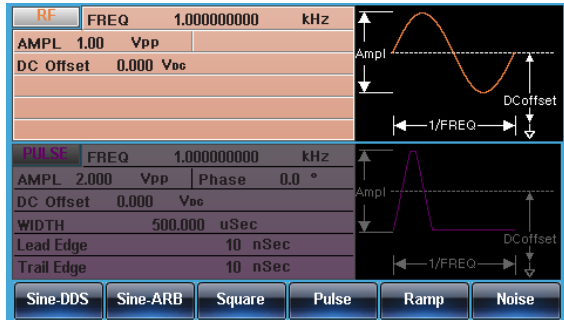 RF FREQ 1.000000000 kHz
AMPL 1.00 Vpp
DC Offset 0.000 VDC
Ampl
DCoffset
1/FREQ
PULSE FREQ 1.000000000 kHz
AMPL 2.000 Vpp Phase 0.0 °
DC Offset 0.000 VDC
WIDTH 500.000 uSec
Lead Edge 10 nSec
Trail Edge 10 nSec
Ampl
DCoffset
1/FREQ
Sine-DDS Sine-ARB Square Pulse Ramp Noise